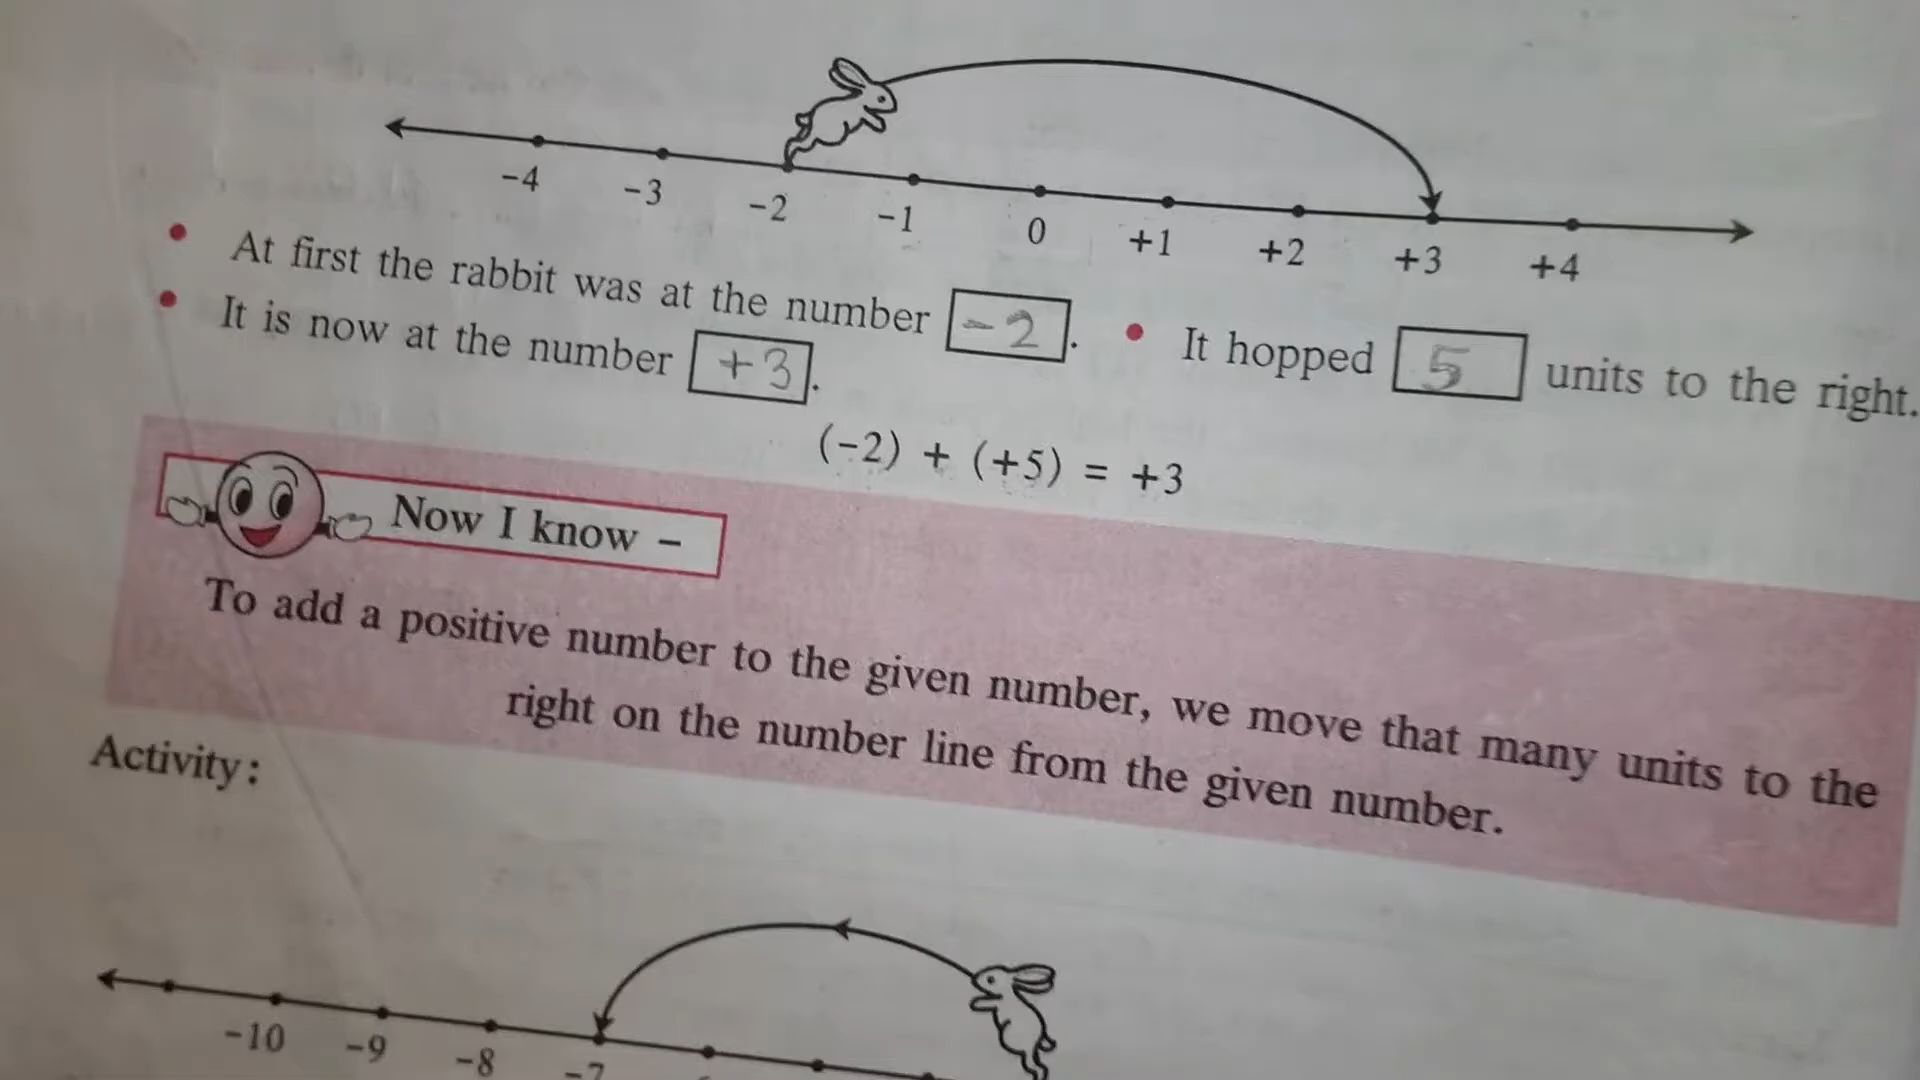 -4 -3 -2 -1 0 +1 +2 +3 +4
• At first the rabbit was at the number -2. • It hopped 5 units to the right.
• It is now at the number +3.
(-2) + (+5) = +3
Now I know -
To add a positive number to the given number, we move that many units to the
right on the number line from the given number.
Activity:
-10 -9 -8 -7